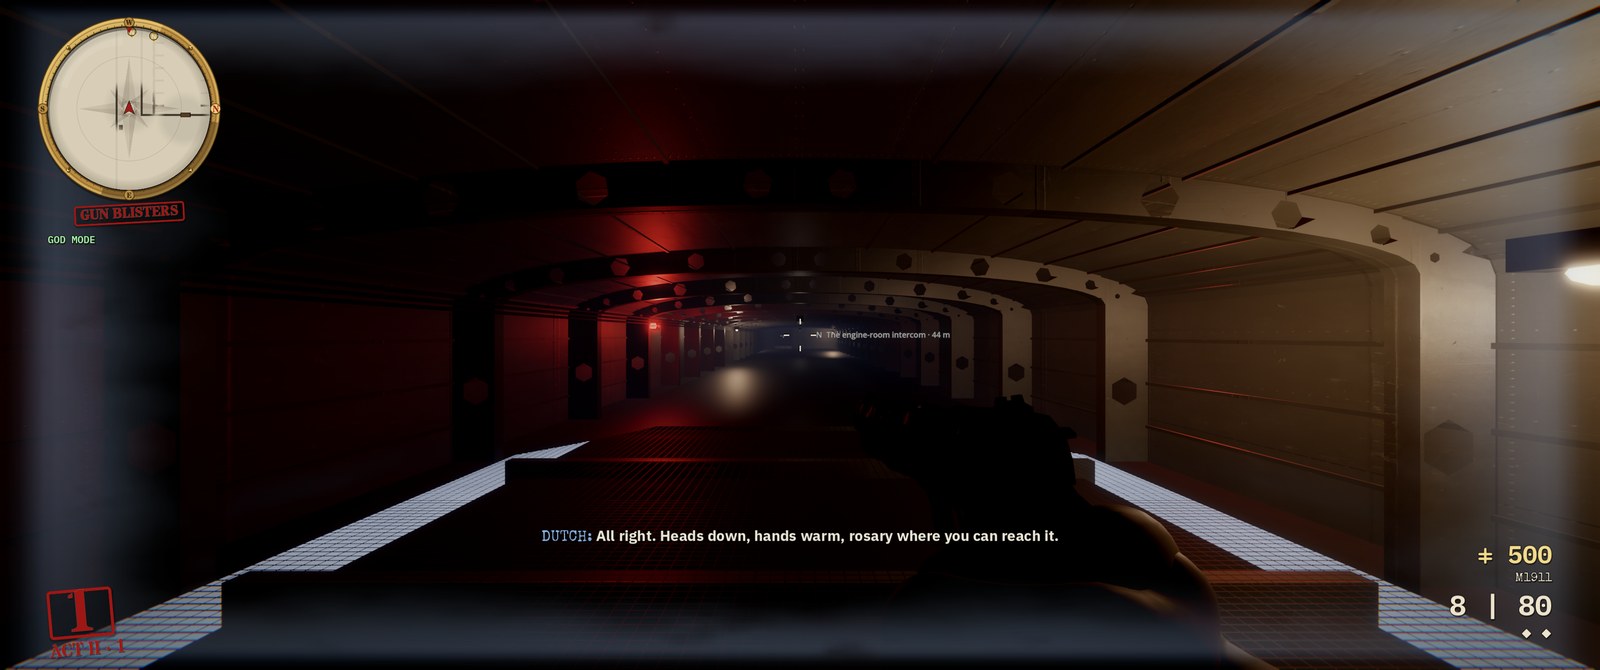 W
S
N
E
GUN BLISTERS
GOD MODE
N The engine-room intercom · 44 m
DUTCH: All right. Heads down, hands warm, rosary where you can reach it.
500
M1911
8 | 80
1
ACT II - 1